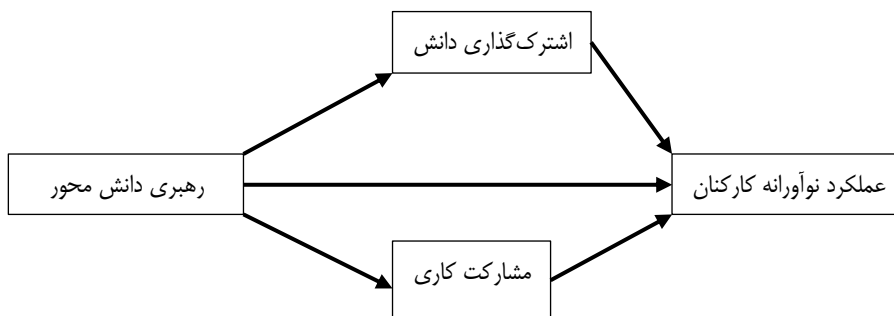 اشترک‌گذاری دانش
رهبری دانش محور
عملکرد نوآورانه کارکنان
مشارکت کاری